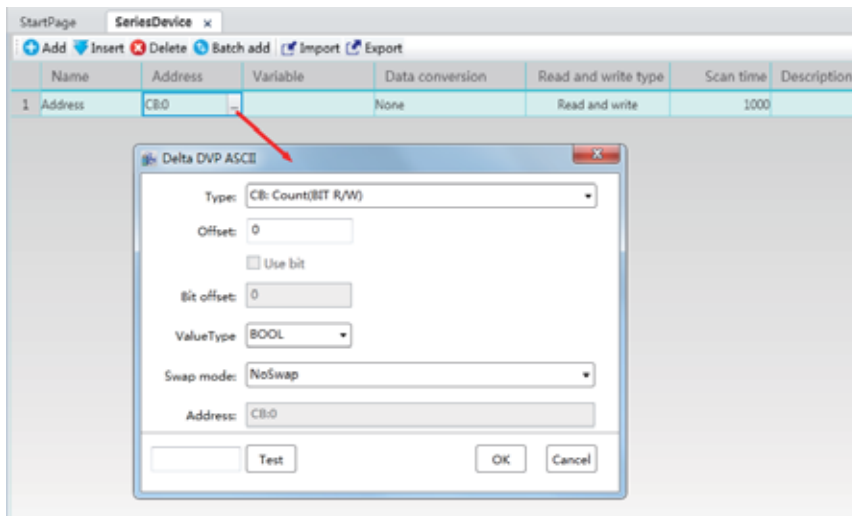 StartPage SeriesDevice x
Add Insert Delete Batch add Import Export
Name Address Variable Data conversion Read and write type Scan time Description
1 Address CB:0 ... None Read and write 1000
Delta DVP ASCII
Type: CB: Count(BIT R/W)
Offset: 0
Use bit
Bit offset: 0
ValueType BOOL
Swap mode: NoSwap
Address: CB:0
Test OK Cancel